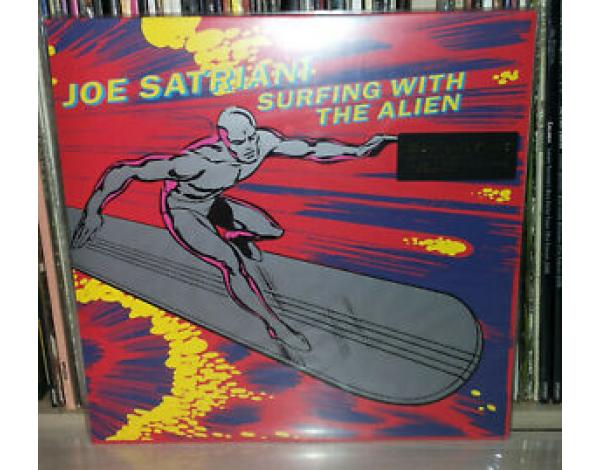 JOE SATRIANI
SURFING WITH
THE ALIEN